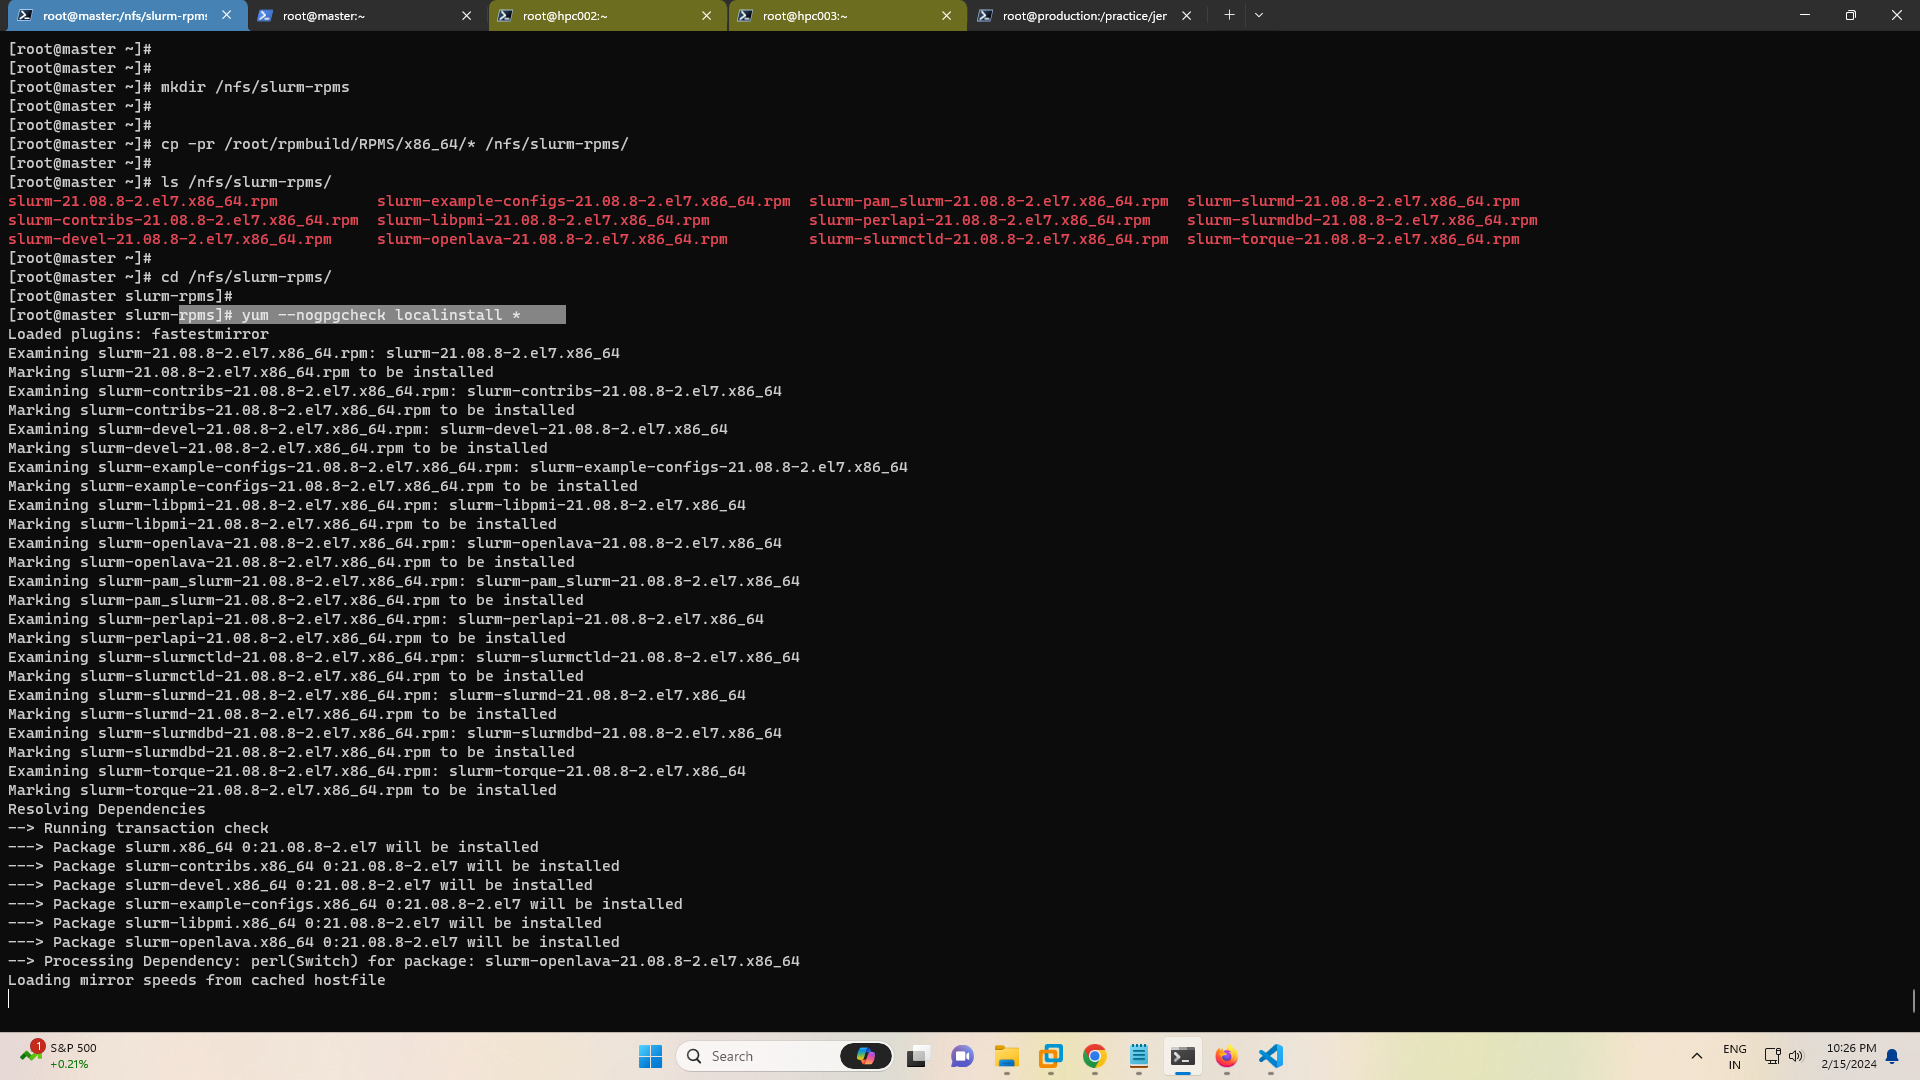 root@master:/nfs/slurm-rpms
root@master:~
root@hpc002:~
root@hpc003:~
root@production:/practice/jer
[root@master ~]#
[root@master ~]#
[root@master ~]# mkdir /nfs/slurm-rpms
[root@master ~]#
[root@master ~]#
[root@master ~]# cp -pr /root/rpmbuild/RPMS/x86_64/* /nfs/slurm-rpms/
[root@master ~]#
[root@master ~]# ls /nfs/slurm-rpms/
slurm-21.08.8-2.el7.x86_64.rpm slurm-example-configs-21.08.8-2.el7.x86_64.rpm slurm-pam_slurm-21.08.8-2.el7.x86_64.rpm slurm-slurmd-21.08.8-2.el7.x86_64.rpm
slurm-contribs-21.08.8-2.el7.x86_64.rpm slurm-libpmi-21.08.8-2.el7.x86_64.rpm slurm-perlapi-21.08.8-2.el7.x86_64.rpm slurm-slurmdbd-21.08.8-2.el7.x86_64.rpm
slurm-devel-21.08.8-2.el7.x86_64.rpm slurm-openlava-21.08.8-2.el7.x86_64.rpm slurm-slurmctld-21.08.8-2.el7.x86_64.rpm slurm-torque-21.08.8-2.el7.x86_64.rpm
[root@master ~]#
[root@master ~]# cd /nfs/slurm-rpms/
[root@master slurm-rpms]#
[root@master slurm-rpms]# yum --nogpgcheck localinstall *
Loaded plugins: fastestmirror
Examining slurm-21.08.8-2.el7.x86_64.rpm: slurm-21.08.8-2.el7.x86_64
Marking slurm-21.08.8-2.el7.x86_64.rpm to be installed
Examining slurm-contribs-21.08.8-2.el7.x86_64.rpm: slurm-contribs-21.08.8-2.el7.x86_64
Marking slurm-contribs-21.08.8-2.el7.x86_64.rpm to be installed
Examining slurm-devel-21.08.8-2.el7.x86_64.rpm: slurm-devel-21.08.8-2.el7.x86_64
Marking slurm-devel-21.08.8-2.el7.x86_64.rpm to be installed
Examining slurm-example-configs-21.08.8-2.el7.x86_64.rpm: slurm-example-configs-21.08.8-2.el7.x86_64
Marking slurm-example-configs-21.08.8-2.el7.x86_64.rpm to be installed
Examining slurm-libpmi-21.08.8-2.el7.x86_64.rpm: slurm-libpmi-21.08.8-2.el7.x86_64
Marking slurm-libpmi-21.08.8-2.el7.x86_64.rpm to be installed
Examining slurm-openlava-21.08.8-2.el7.x86_64.rpm: slurm-openlava-21.08.8-2.el7.x86_64
Marking slurm-openlava-21.08.8-2.el7.x86_64.rpm to be installed
Examining slurm-pam_slurm-21.08.8-2.el7.x86_64.rpm: slurm-pam_slurm-21.08.8-2.el7.x86_64
Marking slurm-pam_slurm-21.08.8-2.el7.x86_64.rpm to be installed
Examining slurm-perlapi-21.08.8-2.el7.x86_64.rpm: slurm-perlapi-21.08.8-2.el7.x86_64
Marking slurm-perlapi-21.08.8-2.el7.x86_64.rpm to be installed
Examining slurm-slurmctld-21.08.8-2.el7.x86_64.rpm: slurm-slurmctld-21.08.8-2.el7.x86_64
Marking slurm-slurmctld-21.08.8-2.el7.x86_64.rpm to be installed
Examining slurm-slurmd-21.08.8-2.el7.x86_64.rpm: slurm-slurmd-21.08.8-2.el7.x86_64
Marking slurm-slurmd-21.08.8-2.el7.x86_64.rpm to be installed
Examining slurm-slurmdbd-21.08.8-2.el7.x86_64.rpm: slurm-slurmdbd-21.08.8-2.el7.x86_64
Marking slurm-slurmdbd-21.08.8-2.el7.x86_64.rpm to be installed
Examining slurm-torque-21.08.8-2.el7.x86_64.rpm: slurm-torque-21.08.8-2.el7.x86_64
Marking slurm-torque-21.08.8-2.el7.x86_64.rpm to be installed
Resolving Dependencies
--> Running transaction check
---> Package slurm.x86_64 0:21.08.8-2.el7 will be installed
---> Package slurm-contribs.x86_64 0:21.08.8-2.el7 will be installed
---> Package slurm-devel.x86_64 0:21.08.8-2.el7 will be installed
---> Package slurm-example-configs.x86_64 0:21.08.8-2.el7 will be installed
---> Package slurm-libpmi.x86_64 0:21.08.8-2.el7 will be installed
---> Package slurm-openlava.x86_64 0:21.08.8-2.el7 will be installed
--> Processing Dependency: perl(Switch) for package: slurm-openlava-21.08.8-2.el7.x86_64
Loading mirror speeds from cached hostfile
1
S&P 500
+0.21%
Search
ENG
IN
10:26 PM
2/15/2024